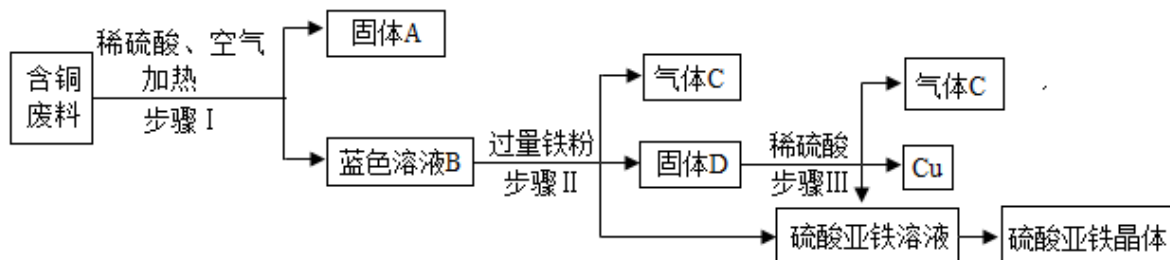 含铜
废料
稀硫酸、空气
加热
步骤Ⅰ
固体A
蓝色溶液B
过量铁粉
步骤Ⅱ
气体C
固体D
稀硫酸
步骤III
气体C
Cu
硫酸亚铁溶液
硫酸亚铁晶体